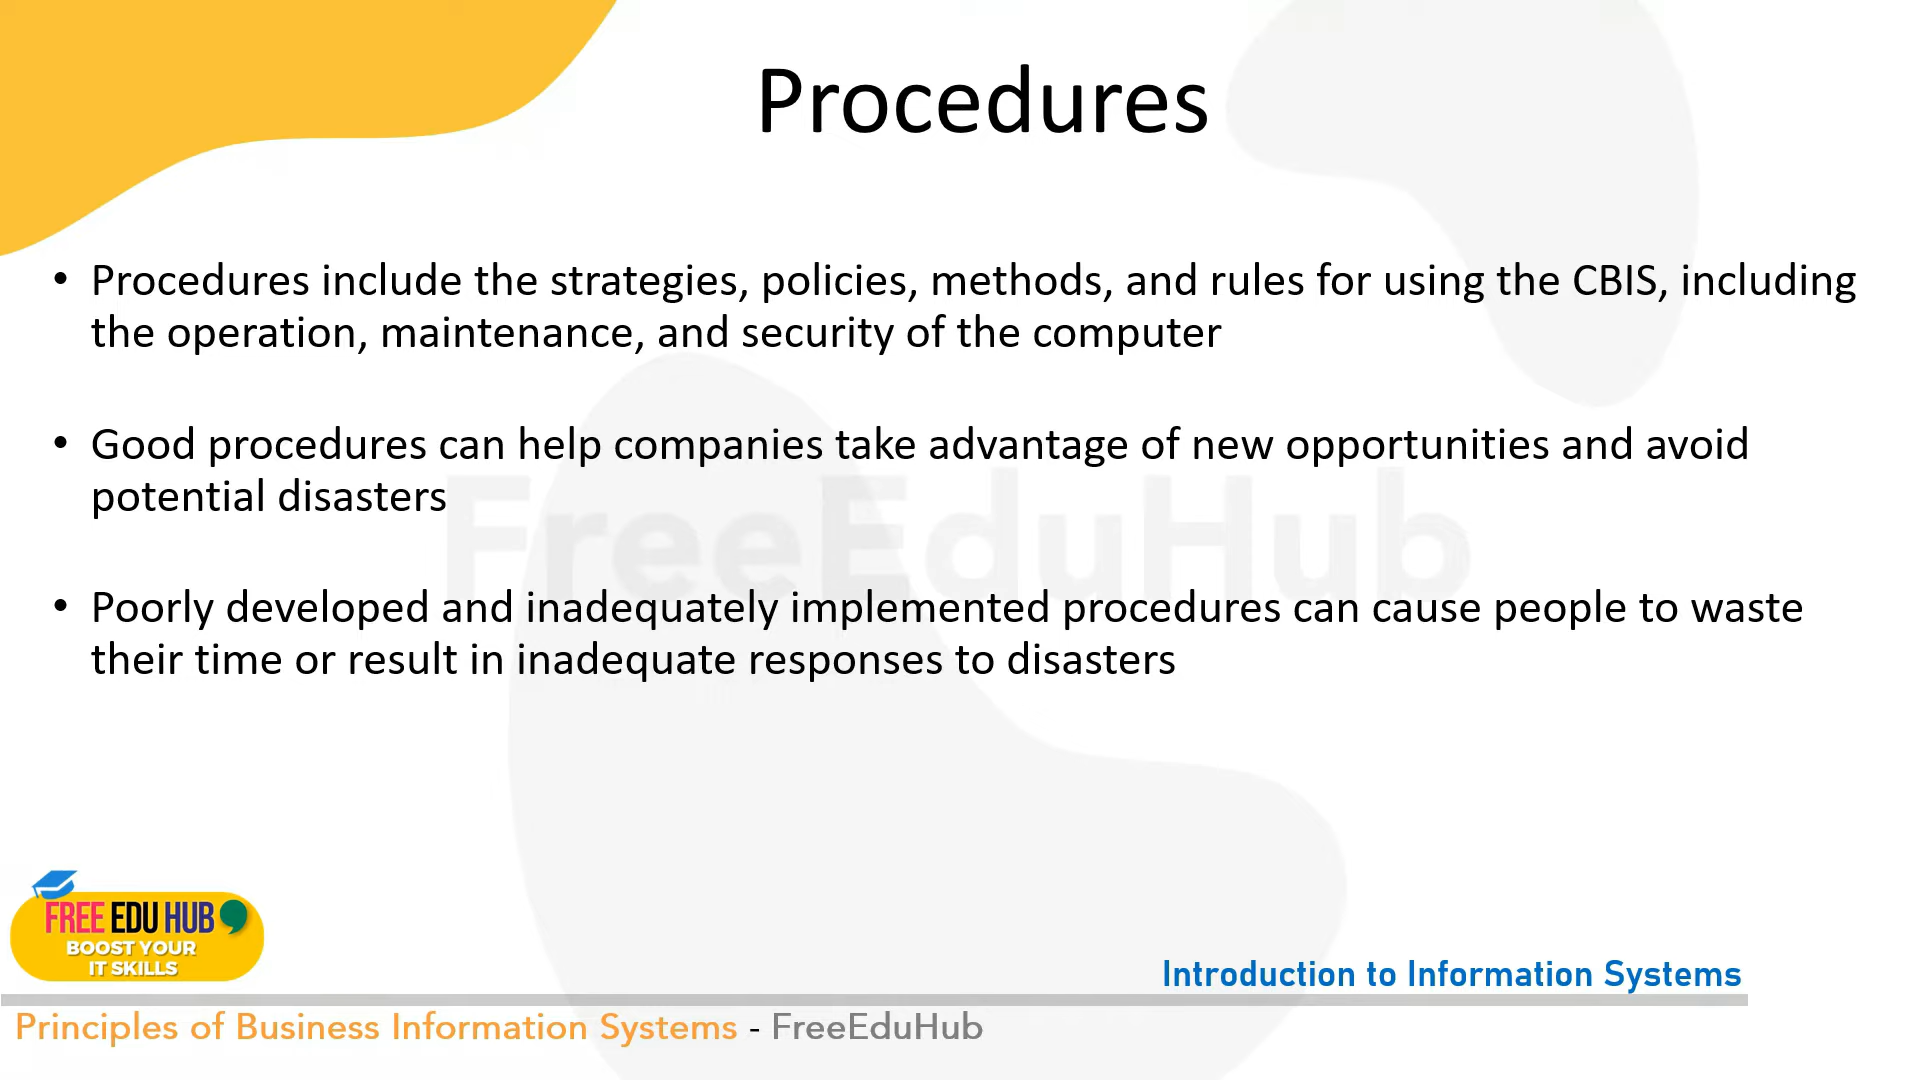 Procedures
• Procedures include the strategies, policies, methods, and rules for using the CBIS, including
the operation, maintenance, and security of the computer
• Good procedures can help companies take advantage of new opportunities and avoid
potential disasters
FreeEduHub
• Poorly developed and inadequately implemented procedures can cause people to waste
their time or result in inadequate responses to disasters
FREE EDU HUB
BOOST YOUR
IT SKILLS
Introduction to Information Systems
Principles of Business Information Systems - FreeEduHub